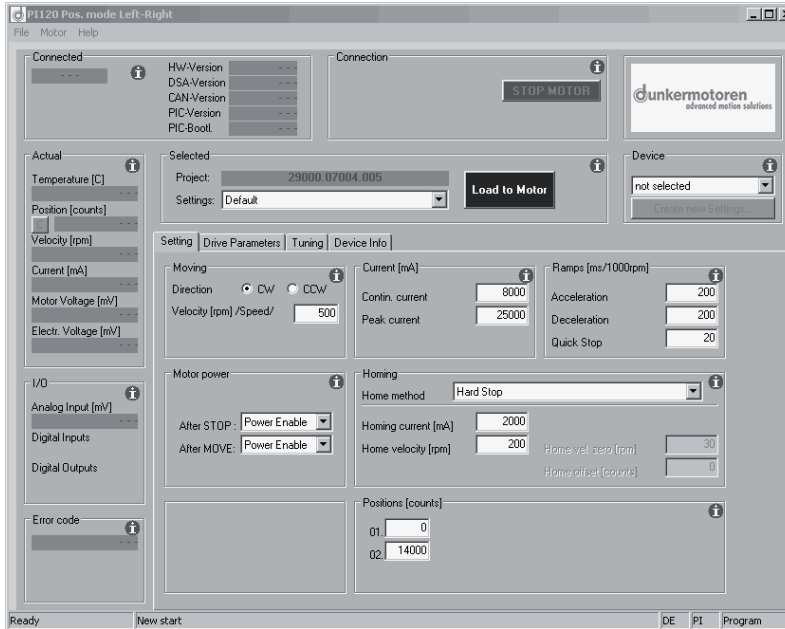 PI120 Pos. mode Left-Right
File Motor Help
Connected
- - -
HW-Version - - -
DSA-Version - - -
CAN-Version - - -
PIC-Version - - -
PIC-Bootl. - - -
Connection
STOP MOTOR
dunkermotoren
advanced motion solutions
Actual
Temperature [C]
- - -
Position [counts]
C - - -
Velocity [rpm]
- - -
Current [mA]
- - -
Motor Voltage [mV]
- - -
Electr. Voltage [mV]
- - -
Selected
Project: 29000.07004.005
Settings: Default
Load to Motor
Device
not selected
Create new Settings...
Setting Drive Parameters Tuning Device Info
Moving
Direction CW CCW
Velocity [rpm] /Speed/ 500
Current [mA]
Contin. current 8000
Peak current 25000
Ramps [ms/1000rpm]
Acceleration 200
Deceleration 200
Quick Stop 20
I/O
Analog Input [mV]
- - -
Digital Inputs
Digital Outputs
Motor power
After STOP : Power Enable
After MOVE: Power Enable
Homing
Home method Hard Stop
Homing current [mA] 2000
Home velocity [rpm] 200
Home vel. zero [rpm] 30
Home offset [counts] 0
Error code
- - -
Positions [counts]
01. 0
02. 14000
Ready New start DE PI Program